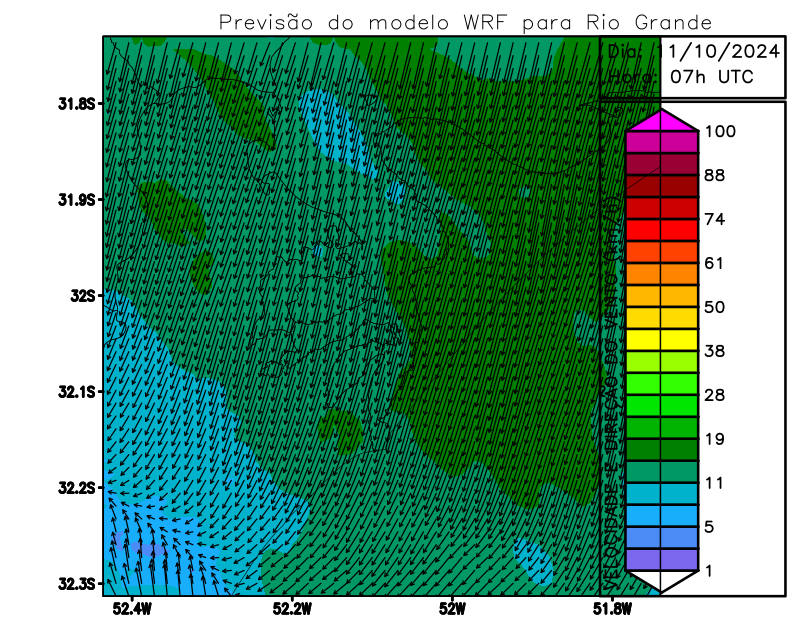 Previsão do modelo WRF para Rio Grande
Dia: 11/10/2024
Hora: 07h UTC
31.8S
31.9S
32S
32.1S
32.2S
32.3S
52.4W
52.2W
52W
51.8W
VELOCIDADE E DIREÇÃO DO VENTO (km/h)
100
88
74
61
50
38
28
19
11
5
1